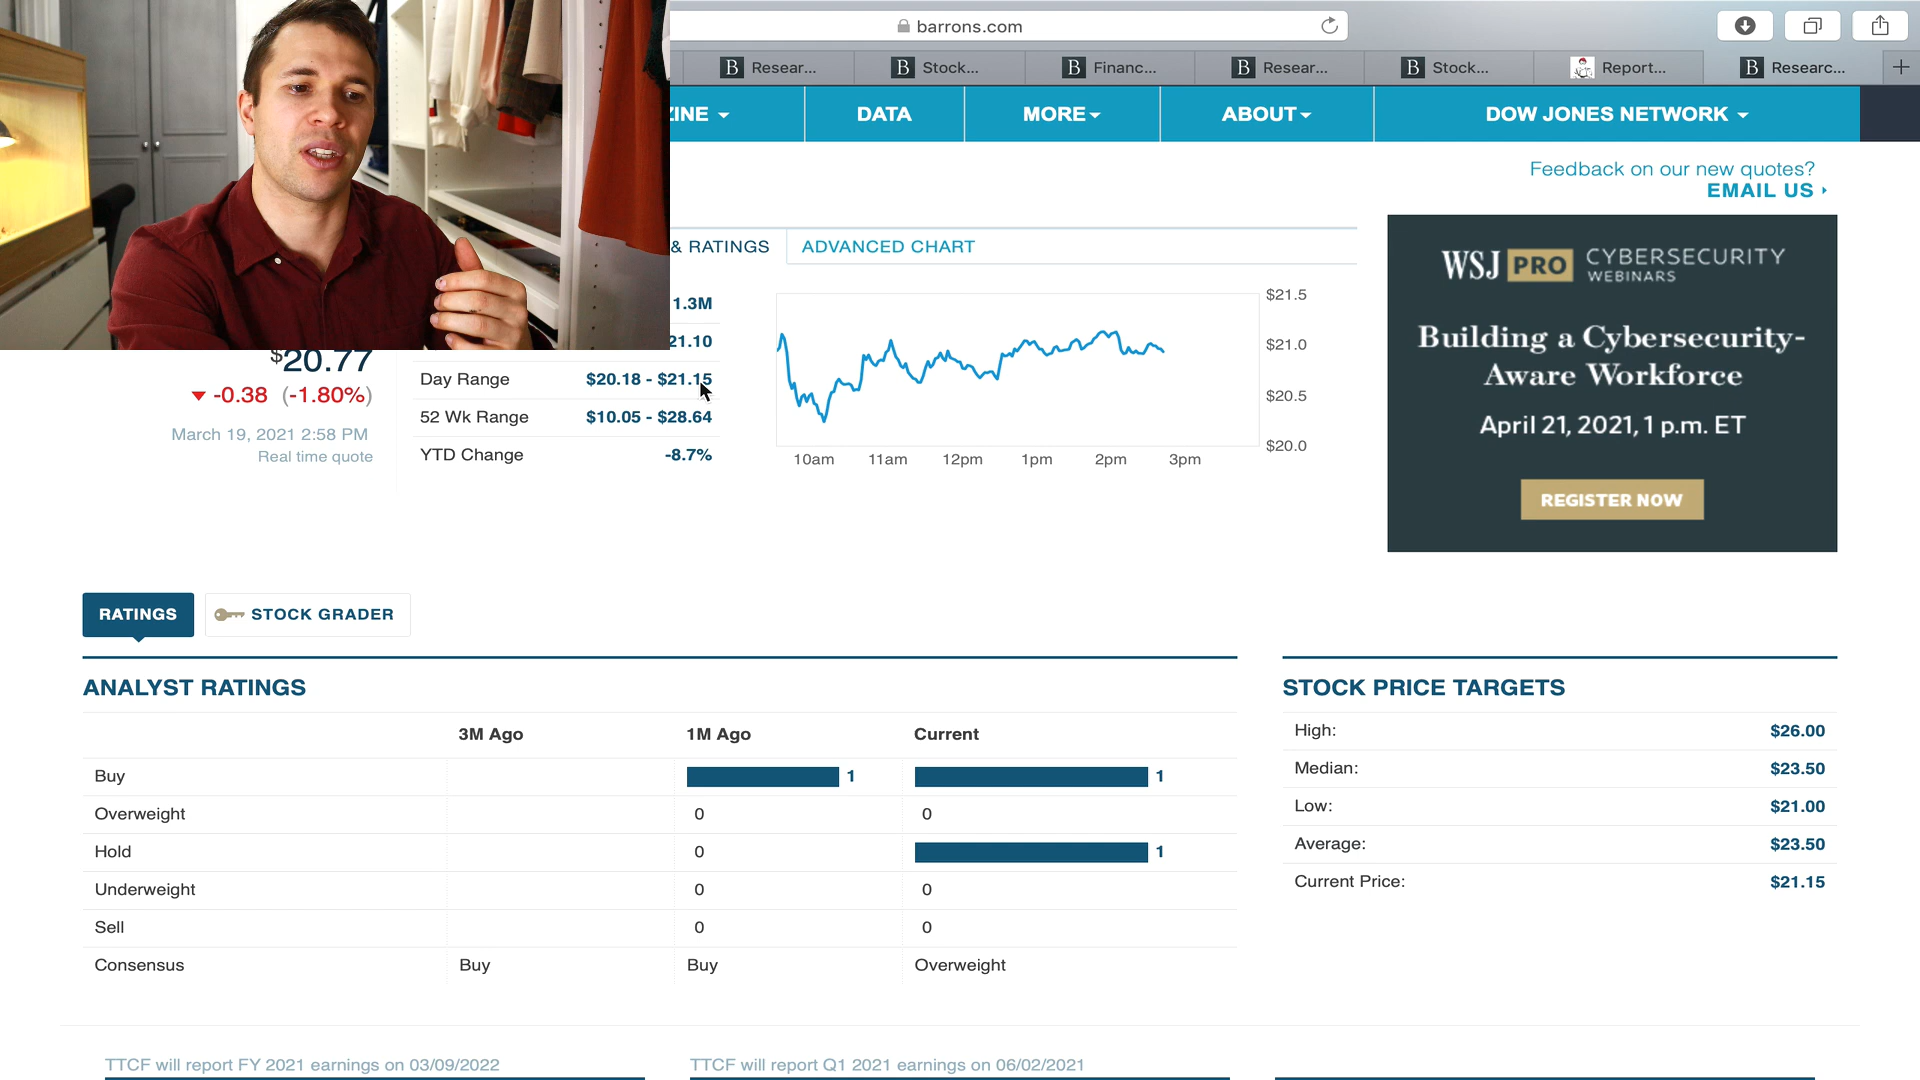 barrons.com
Resear...
Stock...
Financ...
Resear...
Stock...
Report...
Researc...
ZINE
DATA
MORE
ABOUT
DOW JONES NETWORK
Feedback on our new quotes?
EMAIL US
& RATINGS
ADVANCED CHART
1.3M
21.10
$20.77
-0.38 (-1.80%)
March 19, 2021 2:58 PM
Real time quote
Day Range $20.18 - $21.15
52 Wk Range $10.05 - $28.64
YTD Change -8.7%
$21.5
$21.0
$20.5
$20.0
10am 11am 12pm 1pm 2pm 3pm
WSJ PRO CYBERSECURITY
WEBINARS
Building a Cybersecurity-
Aware Workforce
April 21, 2021, 1 p.m. ET
REGISTER NOW
RATINGS
STOCK GRADER
ANALYST RATINGS
3M Ago 1M Ago Current
Buy 1 1
Overweight 0 0
Hold 0 1
Underweight 0 0
Sell 0 0
Consensus Buy Buy Overweight
STOCK PRICE TARGETS
High: $26.00
Median: $23.50
Low: $21.00
Average: $23.50
Current Price: $21.15
TTCF will report FY 2021 earnings on 03/09/2022
TTCF will report Q1 2021 earnings on 06/02/2021